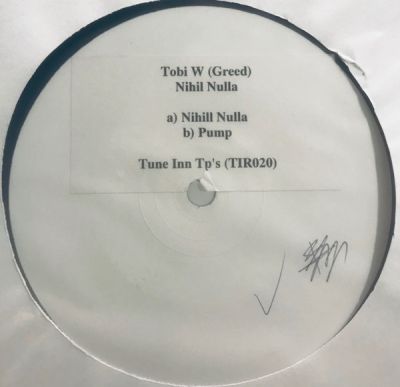 Tobi W (Greed)
Nihil Nulla
a) Nihill Nulla
b) Pump
Tune Inn Tp's (TIR020)